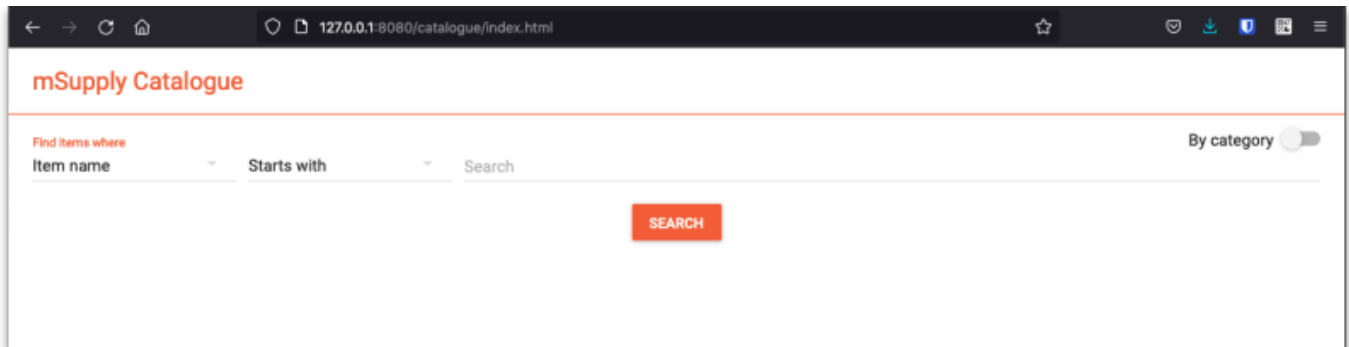 127.0.0.1:8080/catalogue/index.html
mSupply Catalogue
Find items where
By category
Item name
Starts with
Search
SEARCH